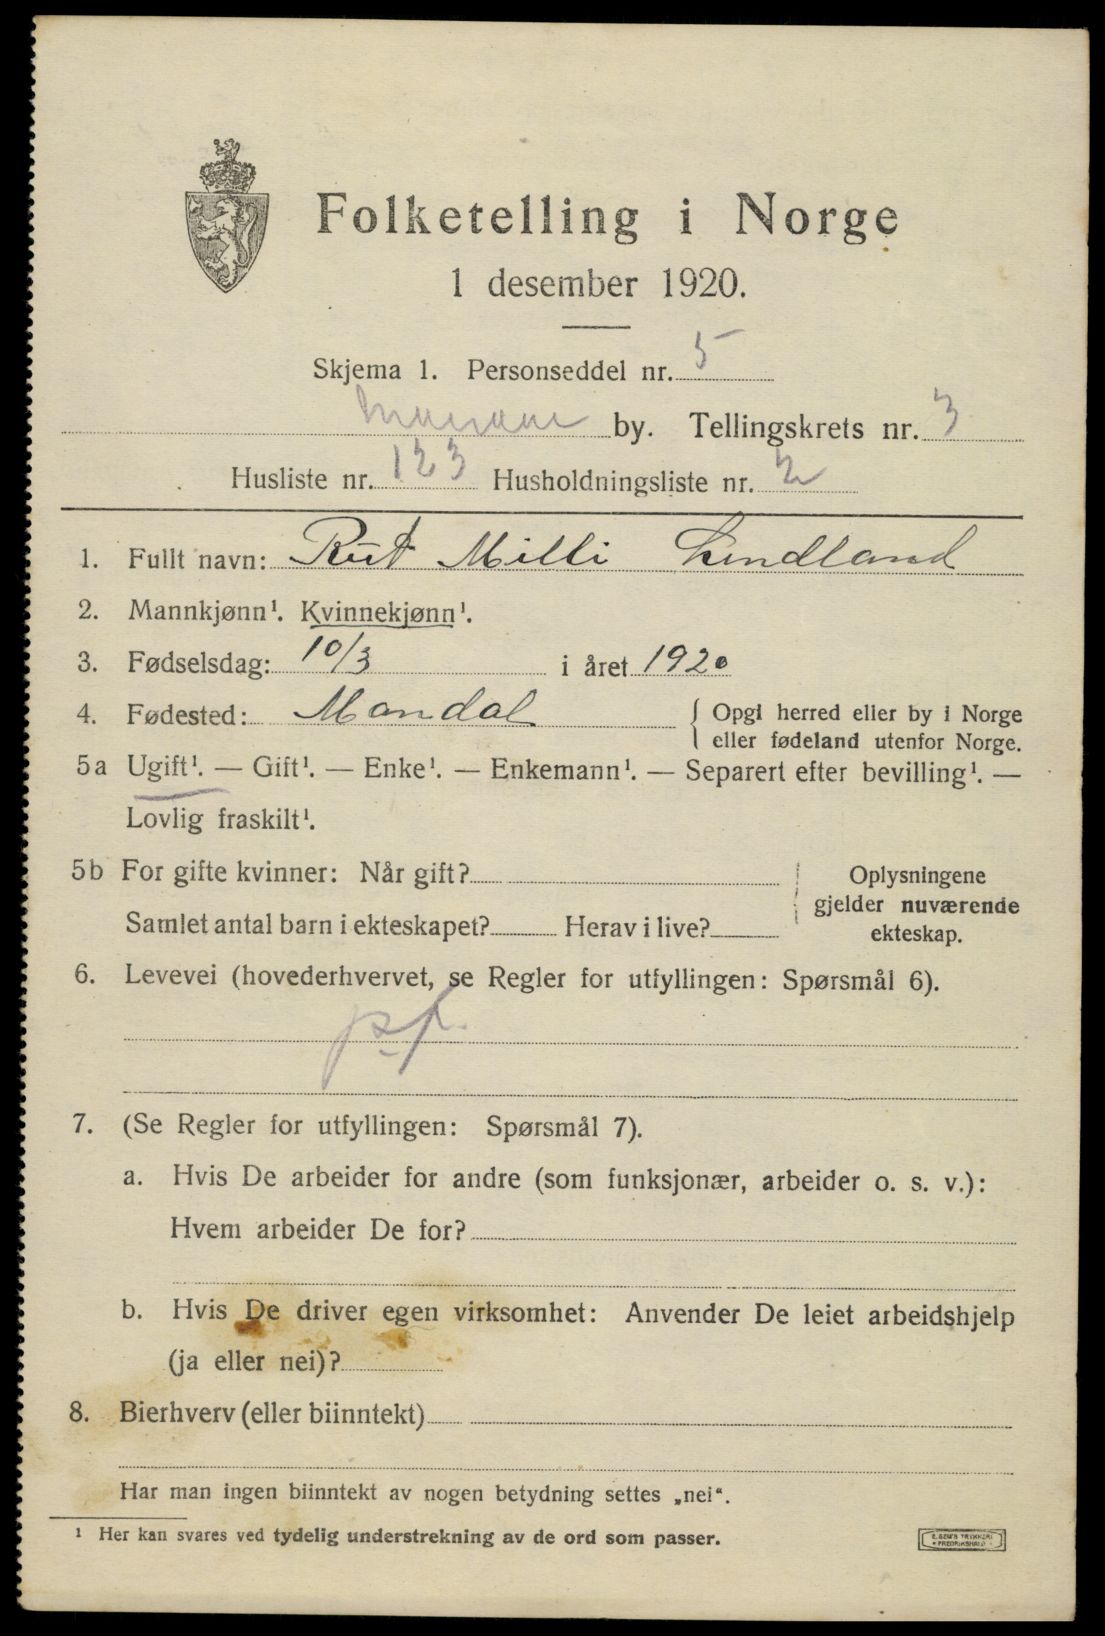 Folketelling i Norge
1 desember 1920.
Skjema 1. Personseddel nr. 5
Mandal by. Tellingskrets nr. 3
Husliste nr. 123 Husholdningsliste nr. 2
1. Fullt navn: Rut Milli Lindland
2. Mannkjønn¹. Kvinnekjønn¹.
3. Fødselsdag: 10/3 i året 1920
4. Fødested: Mandal { Opgi herred eller by i Norge
eller fødeland utenfor Norge.
5a Ugift¹. — Gift¹. — Enke¹. — Enkemann¹. — Separert efter bevilling¹. —
Lovlig fraskilt¹.
5b For gifte kvinner: Når gift? Oplysningene
gjelder nuværende
Samlet antal barn i ekteskapet? Herav i live? ekteskap.
6. Levevei (hovederhvervet, se Regler for utfyllingen: Spørsmål 6).
p.f.
7. (Se Regler for utfyllingen: Spørsmål 7).
a. Hvis De arbeider for andre (som funksjonær, arbeider o. s. v.):
Hvem arbeider De for?
b. Hvis De driver egen virksomhet: Anvender De leiet arbeidshjelp
(ja eller nei)?
8. Bierhverv (eller biinntekt)
Har man ingen biinntekt av nogen betydning settes „nei“.
¹ Her kan svares ved tydelig understrekning av de ord som passer.
E. SEM'S TRYKKERI
FREDRIKSHALD